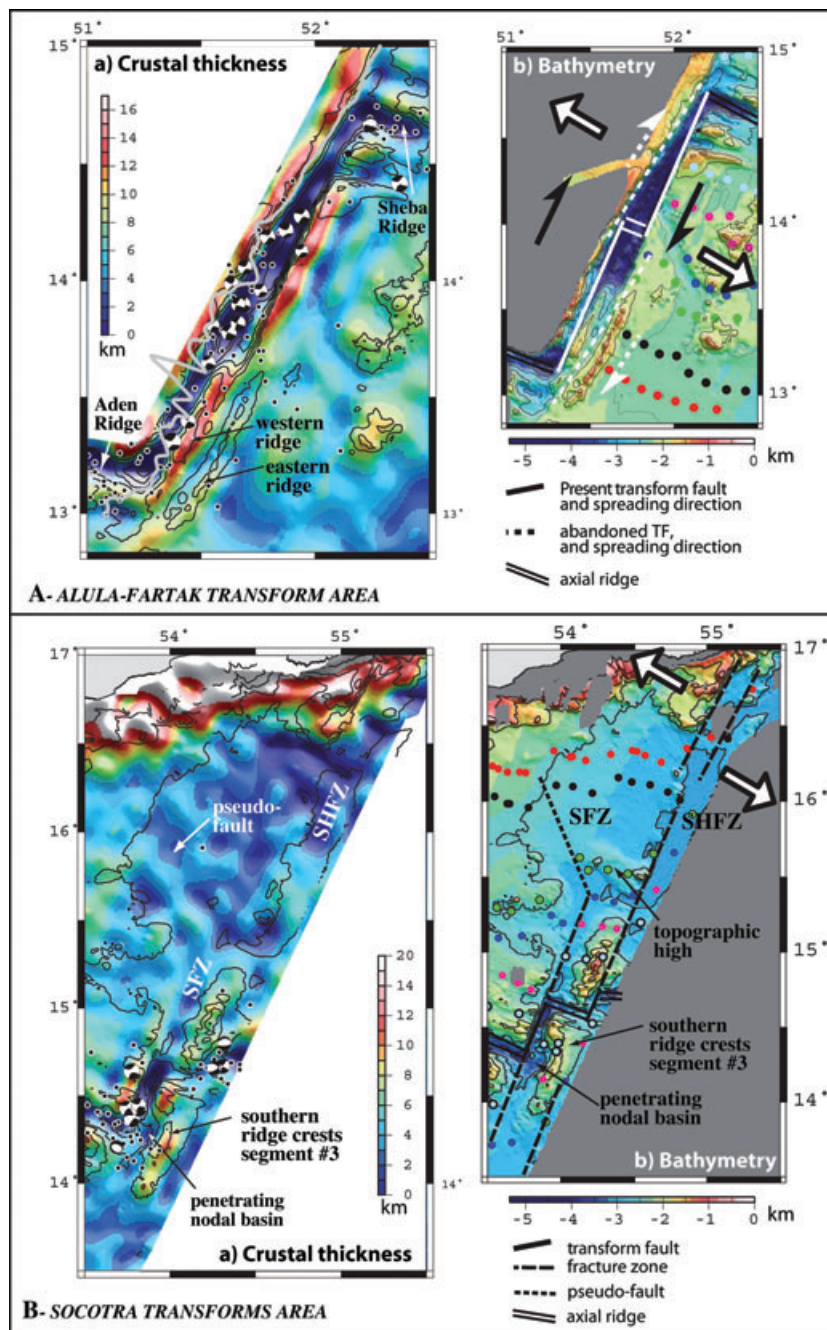 51˚ 52˚
15˚
a) Crustal thickness
16
14
12
10
8
6
4
2
0
km
Sheba
Ridge
14˚
14˚
Aden
Ridge
western
ridge
eastern
ridge
13˚
13˚
A- ALULA-FARTAK TRANSFORM AREA
51˚ 52˚
15˚
b) Bathymetry
14˚
13˚
-5 -4 -3 -2 -1 0 km
Present transform fault
and spreading direction
abandoned TF,
and spreading direction
axial ridge
54˚ 55˚
17˚
pseudo-
fault
SHFZ
16˚
SFZ
15˚
20
18
16
14
12
10
8
6
4
2
0
km
southern
ridge crests
segment #3
14˚
14˚
penetrating
nodal basin
a) Crustal thickness
B- SOCOTRA TRANSFORMS AREA
54˚ 55˚
17˚
16˚
SFZ
SHFZ
topographic
high
15˚
southern
ridge crests
segment #3
penetrating
nodal basin
14˚
b) Bathymetry
-5 -4 -3 -2 -1 0
km
transform fault
fracture zone
pseudo-fault
axial ridge